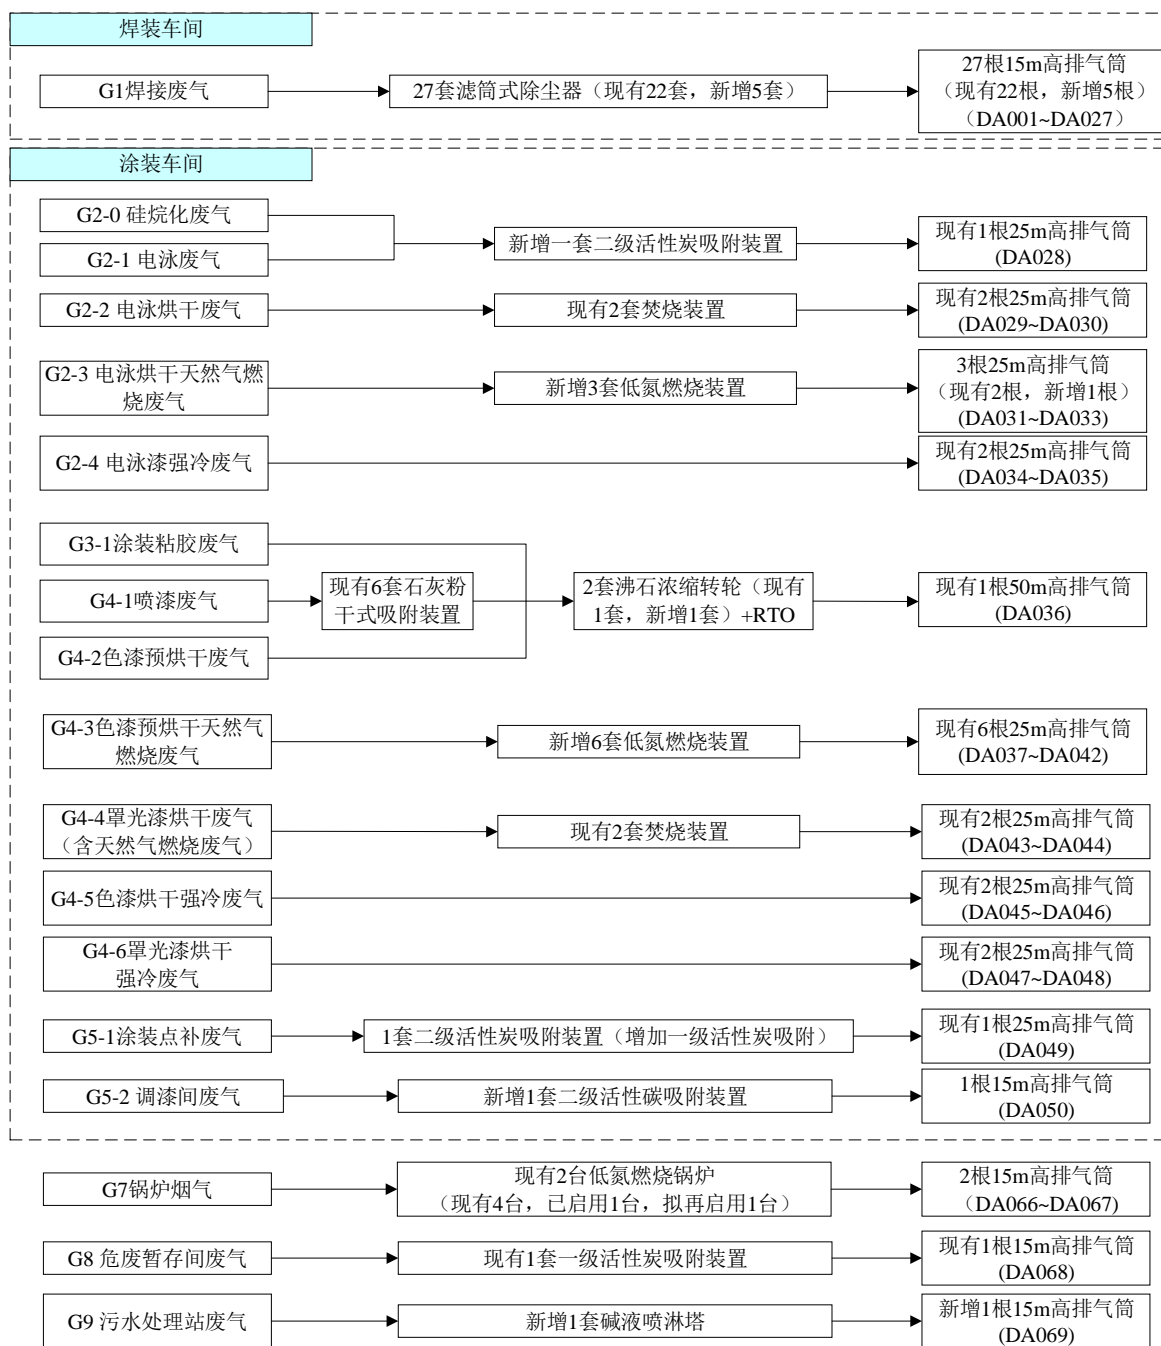 焊装车间
G1焊接废气
27套滤筒式除尘器（现有22套，新增5套）
27根15m高排气筒
（现有22根，新增5根）
（DA001~DA027）
涂装车间
G2-0 硅烷化废气
G2-1 电泳废气
新增一套二级活性炭吸附装置
现有1根25m高排气筒
(DA028)
G2-2 电泳烘干废气
现有2套焚烧装置
现有2根25m高排气筒
(DA029~DA030)
G2-3 电泳烘干天然气燃
烧废气
新增3套低氮燃烧装置
3根25m高排气筒
（现有2根，新增1根）
(DA031~DA033)
G2-4 电泳漆强冷废气
现有2根25m高排气筒
(DA034~DA035)
G3-1涂装粘胶废气
G4-1喷漆废气
现有6套石灰粉
干式吸附装置
G4-2色漆预烘干废气
2套沸石浓缩转轮（现有
1套，新增1套）+RTO
现有1根50m高排气筒
(DA036)
G4-3色漆预烘干天然气
燃烧废气
新增6套低氮燃烧装置
现有6根25m高排气筒
(DA037~DA042)
G4-4罩光漆烘干废气
（含天然气燃烧废气）
现有2套焚烧装置
现有2根25m高排气筒
(DA043~DA044)
G4-5色漆烘干强冷废气
现有2根25m高排气筒
(DA045~DA046)
G4-6罩光漆烘干
强冷废气
现有2根25m高排气筒
(DA047~DA048)
G5-1涂装点补废气
1套二级活性炭吸附装置（增加一级活性炭吸附）
现有1根25m高排气筒
(DA049)
G5-2 调漆间废气
新增1套二级活性碳吸附装置
1根15m高排气筒
(DA050)
G7锅炉烟气
现有2台低氮燃烧锅炉
（现有4台，已启用1台，拟再启用1台）
2根15m高排气筒
（DA066~DA067)
G8 危废暂存间废气
现有1套一级活性炭吸附装置
现有1根15m高排气筒
(DA068)
G9 污水处理站废气
新增1套碱液喷淋塔
新增1根15m高排气筒
(DA069)